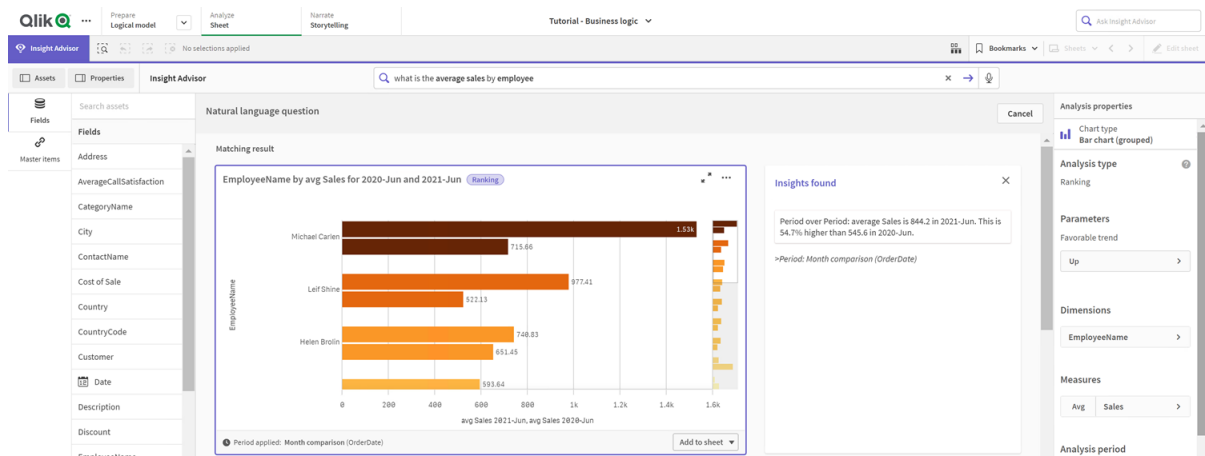 Qlik
Prepare
Logical model
Analyze
Sheet
Narrate
Storytelling
Tutorial - Business logic
Ask Insight Advisor
Insight Advisor
No selections applied
Bookmarks
Sheets
Edit sheet
Assets
Properties
Insight Advisor
what is the average sales by employee
Fields
Master items
Search assets
Fields
Address
AverageCallSatisfaction
CategoryName
City
ContactName
Cost of Sale
Country
CountryCode
Customer
Date
Description
Discount
EmployeeName
Natural language question
Cancel
Matching result
EmployeeName by avg Sales for 2020-Jun and 2021-Jun
Ranking
EmployeeName
Michael Carlen
1.53k
715.66
Leif Shine
977.41
522.13
Helen Brolin
740.83
651.45
593.64
0 200 400 600 800 1k 1.2k 1.4k 1.6k
avg Sales 2021-Jun, avg Sales 2020-Jun
Period applied: Month comparison (OrderDate)
Add to sheet
Insights found
Period over Period: average Sales is 844.2 in 2021-Jun. This is
54.7% higher than 545.6 in 2020-Jun.
>Period: Month comparison (OrderDate)
Analysis properties
Chart type
Bar chart (grouped)
Analysis type
Ranking
Parameters
Favorable trend
Up
Dimensions
EmployeeName
Measures
Avg Sales
Analysis period